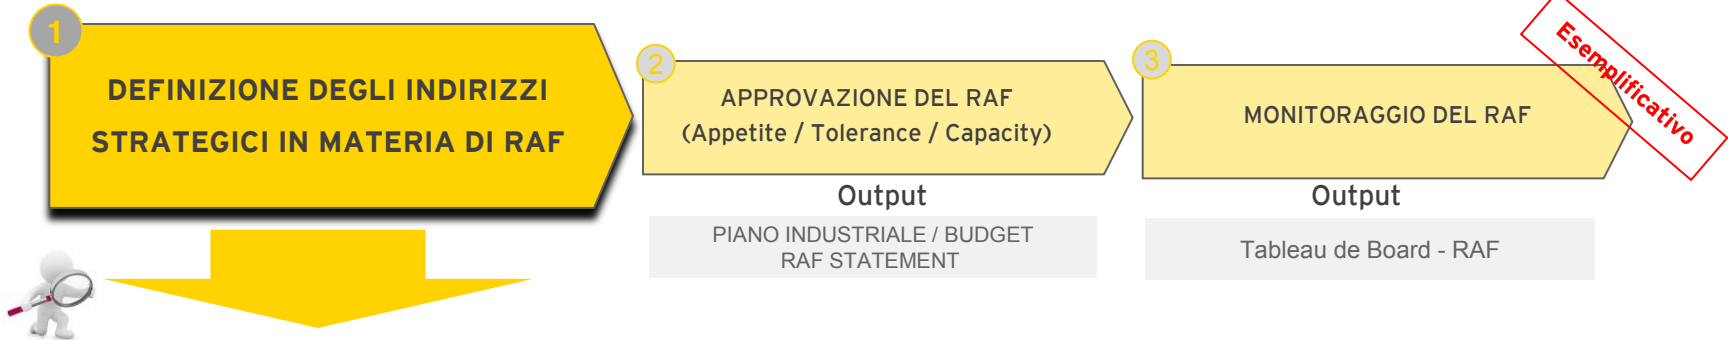 1
DEFINIZIONE DEGLI INDIRIZZI
STRATEGICI IN MATERIA DI RAF
2
APPROVAZIONE DEL RAF
(Appetite / Tolerance / Capacity)
Output
PIANO INDUSTRIALE / BUDGET
RAF STATEMENT
3
MONITORAGGIO DEL RAF
Output
Tableau de Board - RAF
Esemplificativo